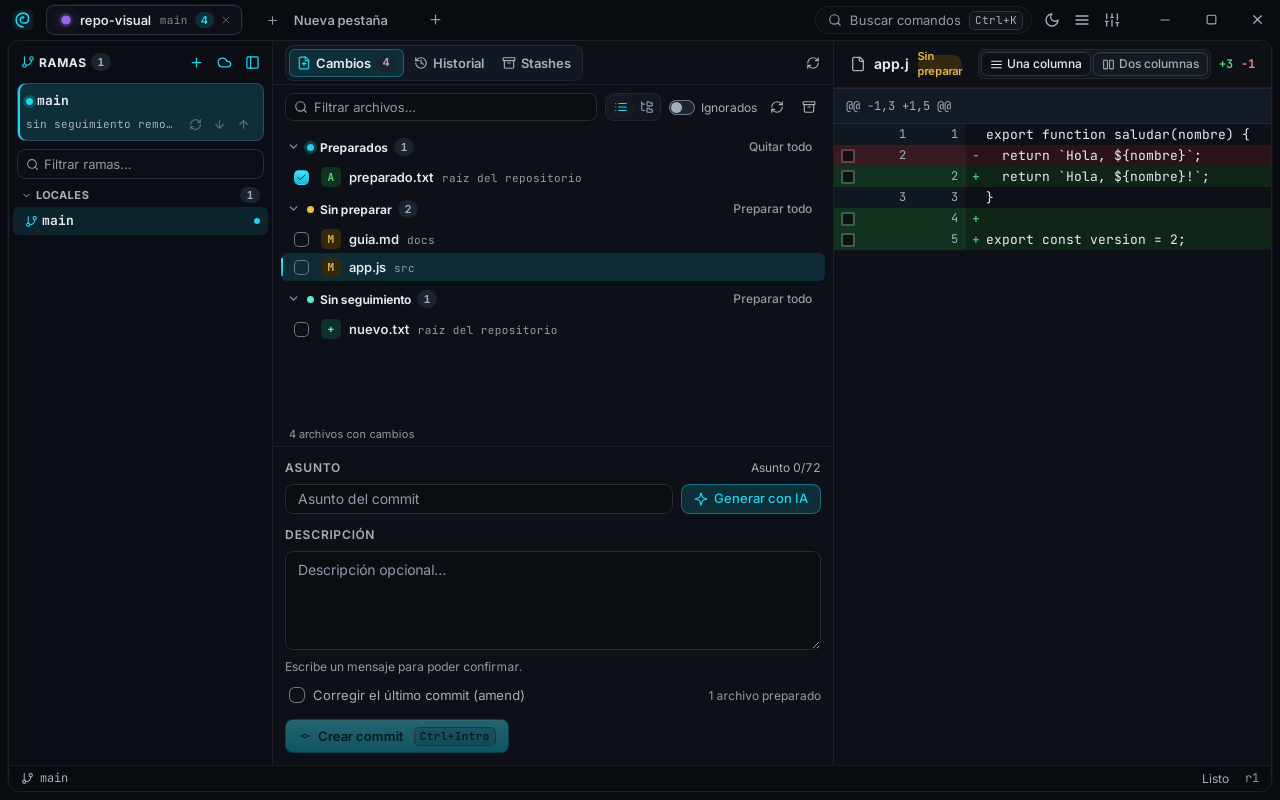 repo-visual main 4
Nueva pestaña
Buscar comandos Ctrl+K
RAMAS 1
main
sin seguimiento remo…
Filtrar ramas...
LOCALES 1
main
Cambios 4
Historial
Stashes
Filtrar archivos...
Ignorados
Preparados 1 Quitar todo
A preparado.txt raíz del repositorio
Sin preparar 2 Preparar todo
M guia.md docs
M app.js src
Sin seguimiento 1 Preparar todo
+ nuevo.txt raíz del repositorio
4 archivos con cambios
ASUNTO Asunto 0/72
Asunto del commit
Generar con IA
DESCRIPCIÓN
Descripción opcional...
Escribe un mensaje para poder confirmar.
Corregir el último commit (amend) 1 archivo preparado
Crear commit Ctrl+Intro
app.j
Sin
preparar
Una columna
Dos columnas
+3 -1
@@ -1,3 +1,5 @@
1 1 export function saludar(nombre) {
2 - return `Hola, ${nombre}`;
2 + return `Hola, ${nombre}!`;
3 3 }
4 +
5 + export const version = 2;
main
Listo r1